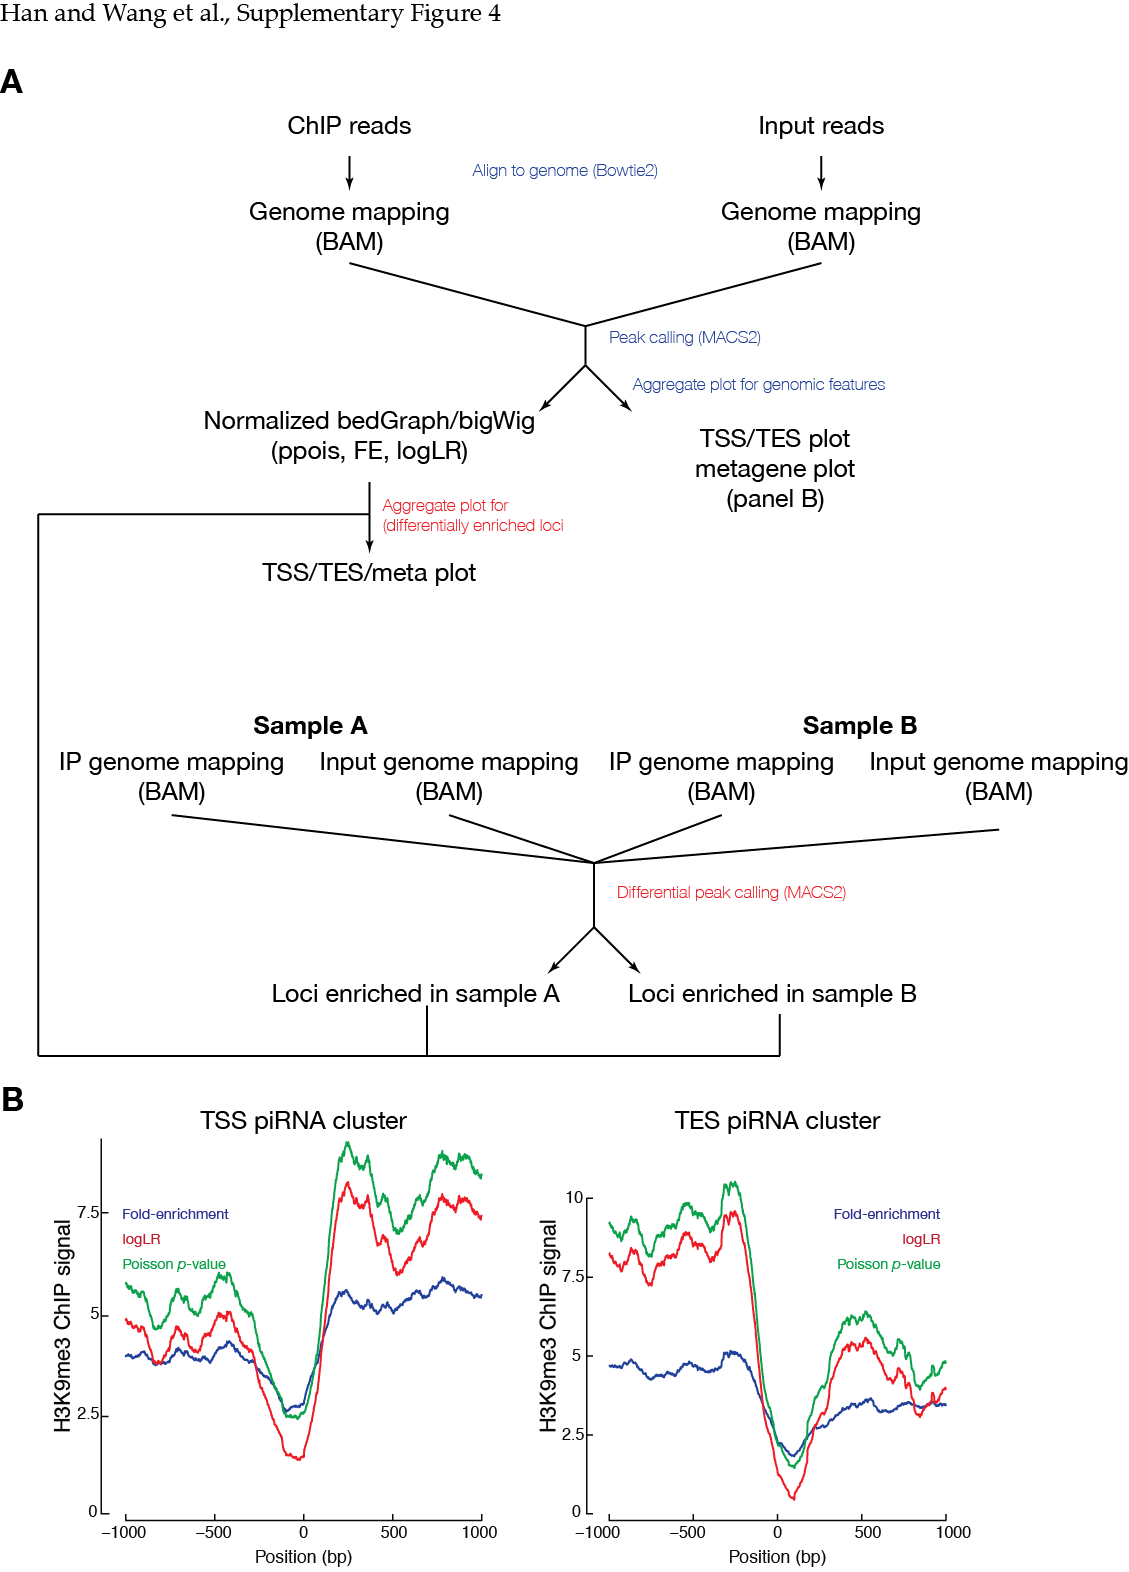 Han and Wang et al., Supplementary Figure 4
A
ChIP reads
Input reads
Align to genome (Bowtie2)
Genome mapping
(BAM)
Genome mapping
(BAM)
Peak calling (MACS2)
Aggregate plot for genomic features
Normalized bedGraph/bigWig
(ppois, FE, logLR)
TSS/TES plot
metagene plot
(panel B)
Aggregate plot for
(differentially enriched loci
TSS/TES/meta plot
Sample A
Sample B
IP genome mapping
(BAM)
Input genome mapping
(BAM)
IP genome mapping
(BAM)
Input genome mapping
(BAM)
Differential peak calling (MACS2)
Loci enriched in sample A
Loci enriched in sample B
B
TSS piRNA cluster
H3K9me3 ChIP signal
7.5
5
2.5
0
Fold-enrichment
logLR
Poisson p-value
−1000
−500
0
500
1000
Position (bp)
TES piRNA cluster
H3K9me3 ChIP signal
10
7.5
5
2.5
0
Fold-enrichment
logLR
Poisson p-value
−1000
−500
0
500
1000
Position (bp)